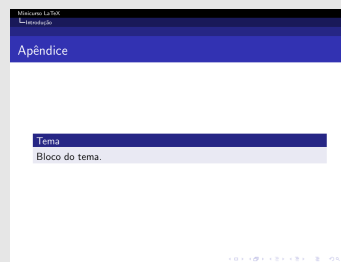 Minicurso LaTeX
Introdução
Apêndice
Tema
Bloco do tema.